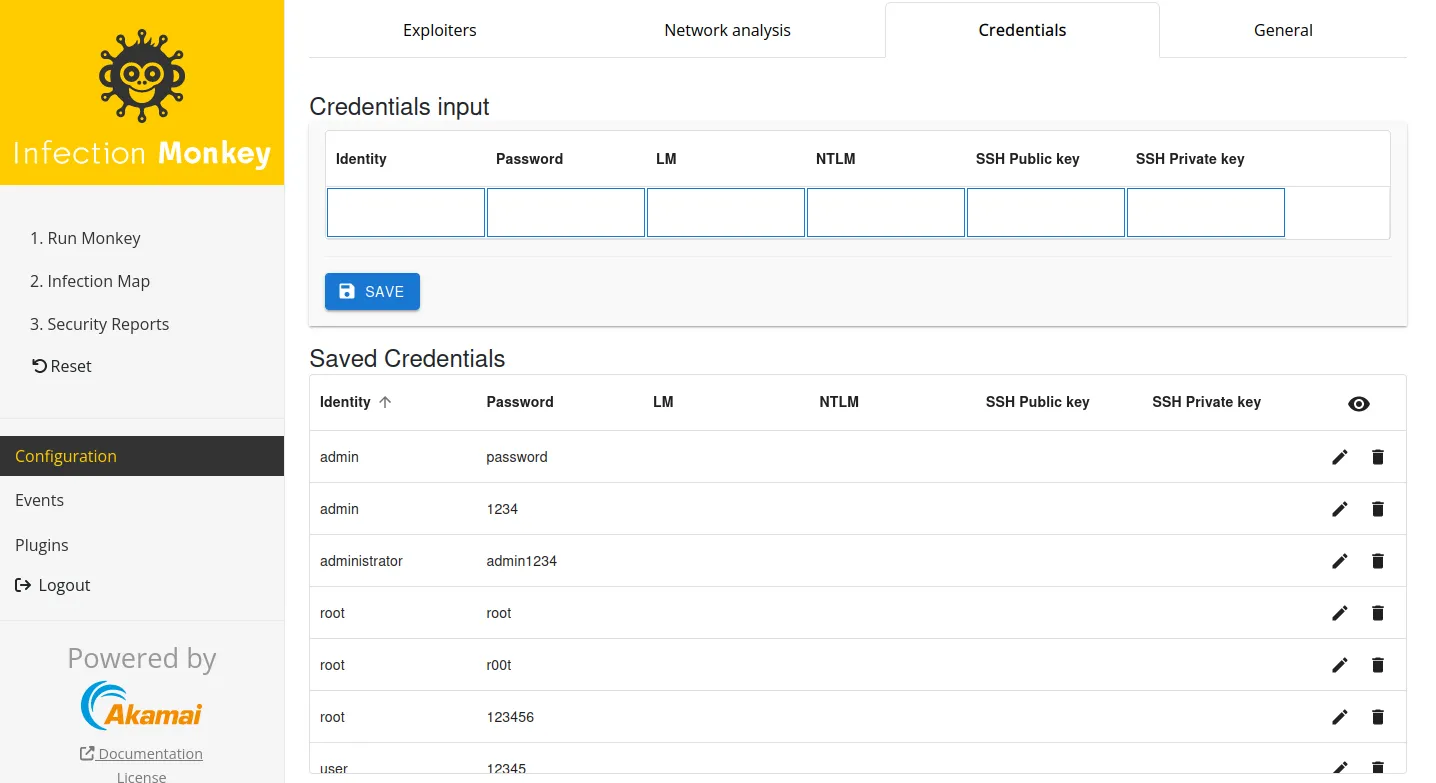 Infection Monkey
1. Run Monkey
2. Infection Map
3. Security Reports
Reset
Configuration
Events
Plugins
Logout
Powered by
Akamai
Documentation
License
Exploiters Network analysis Credentials General
Credentials input
Identity Password LM NTLM SSH Public key SSH Private key
SAVE
Saved Credentials
Identity Password LM NTLM SSH Public key SSH Private key
admin password
admin 1234
administrator admin1234
root root
root r00t
root 123456
user 12345